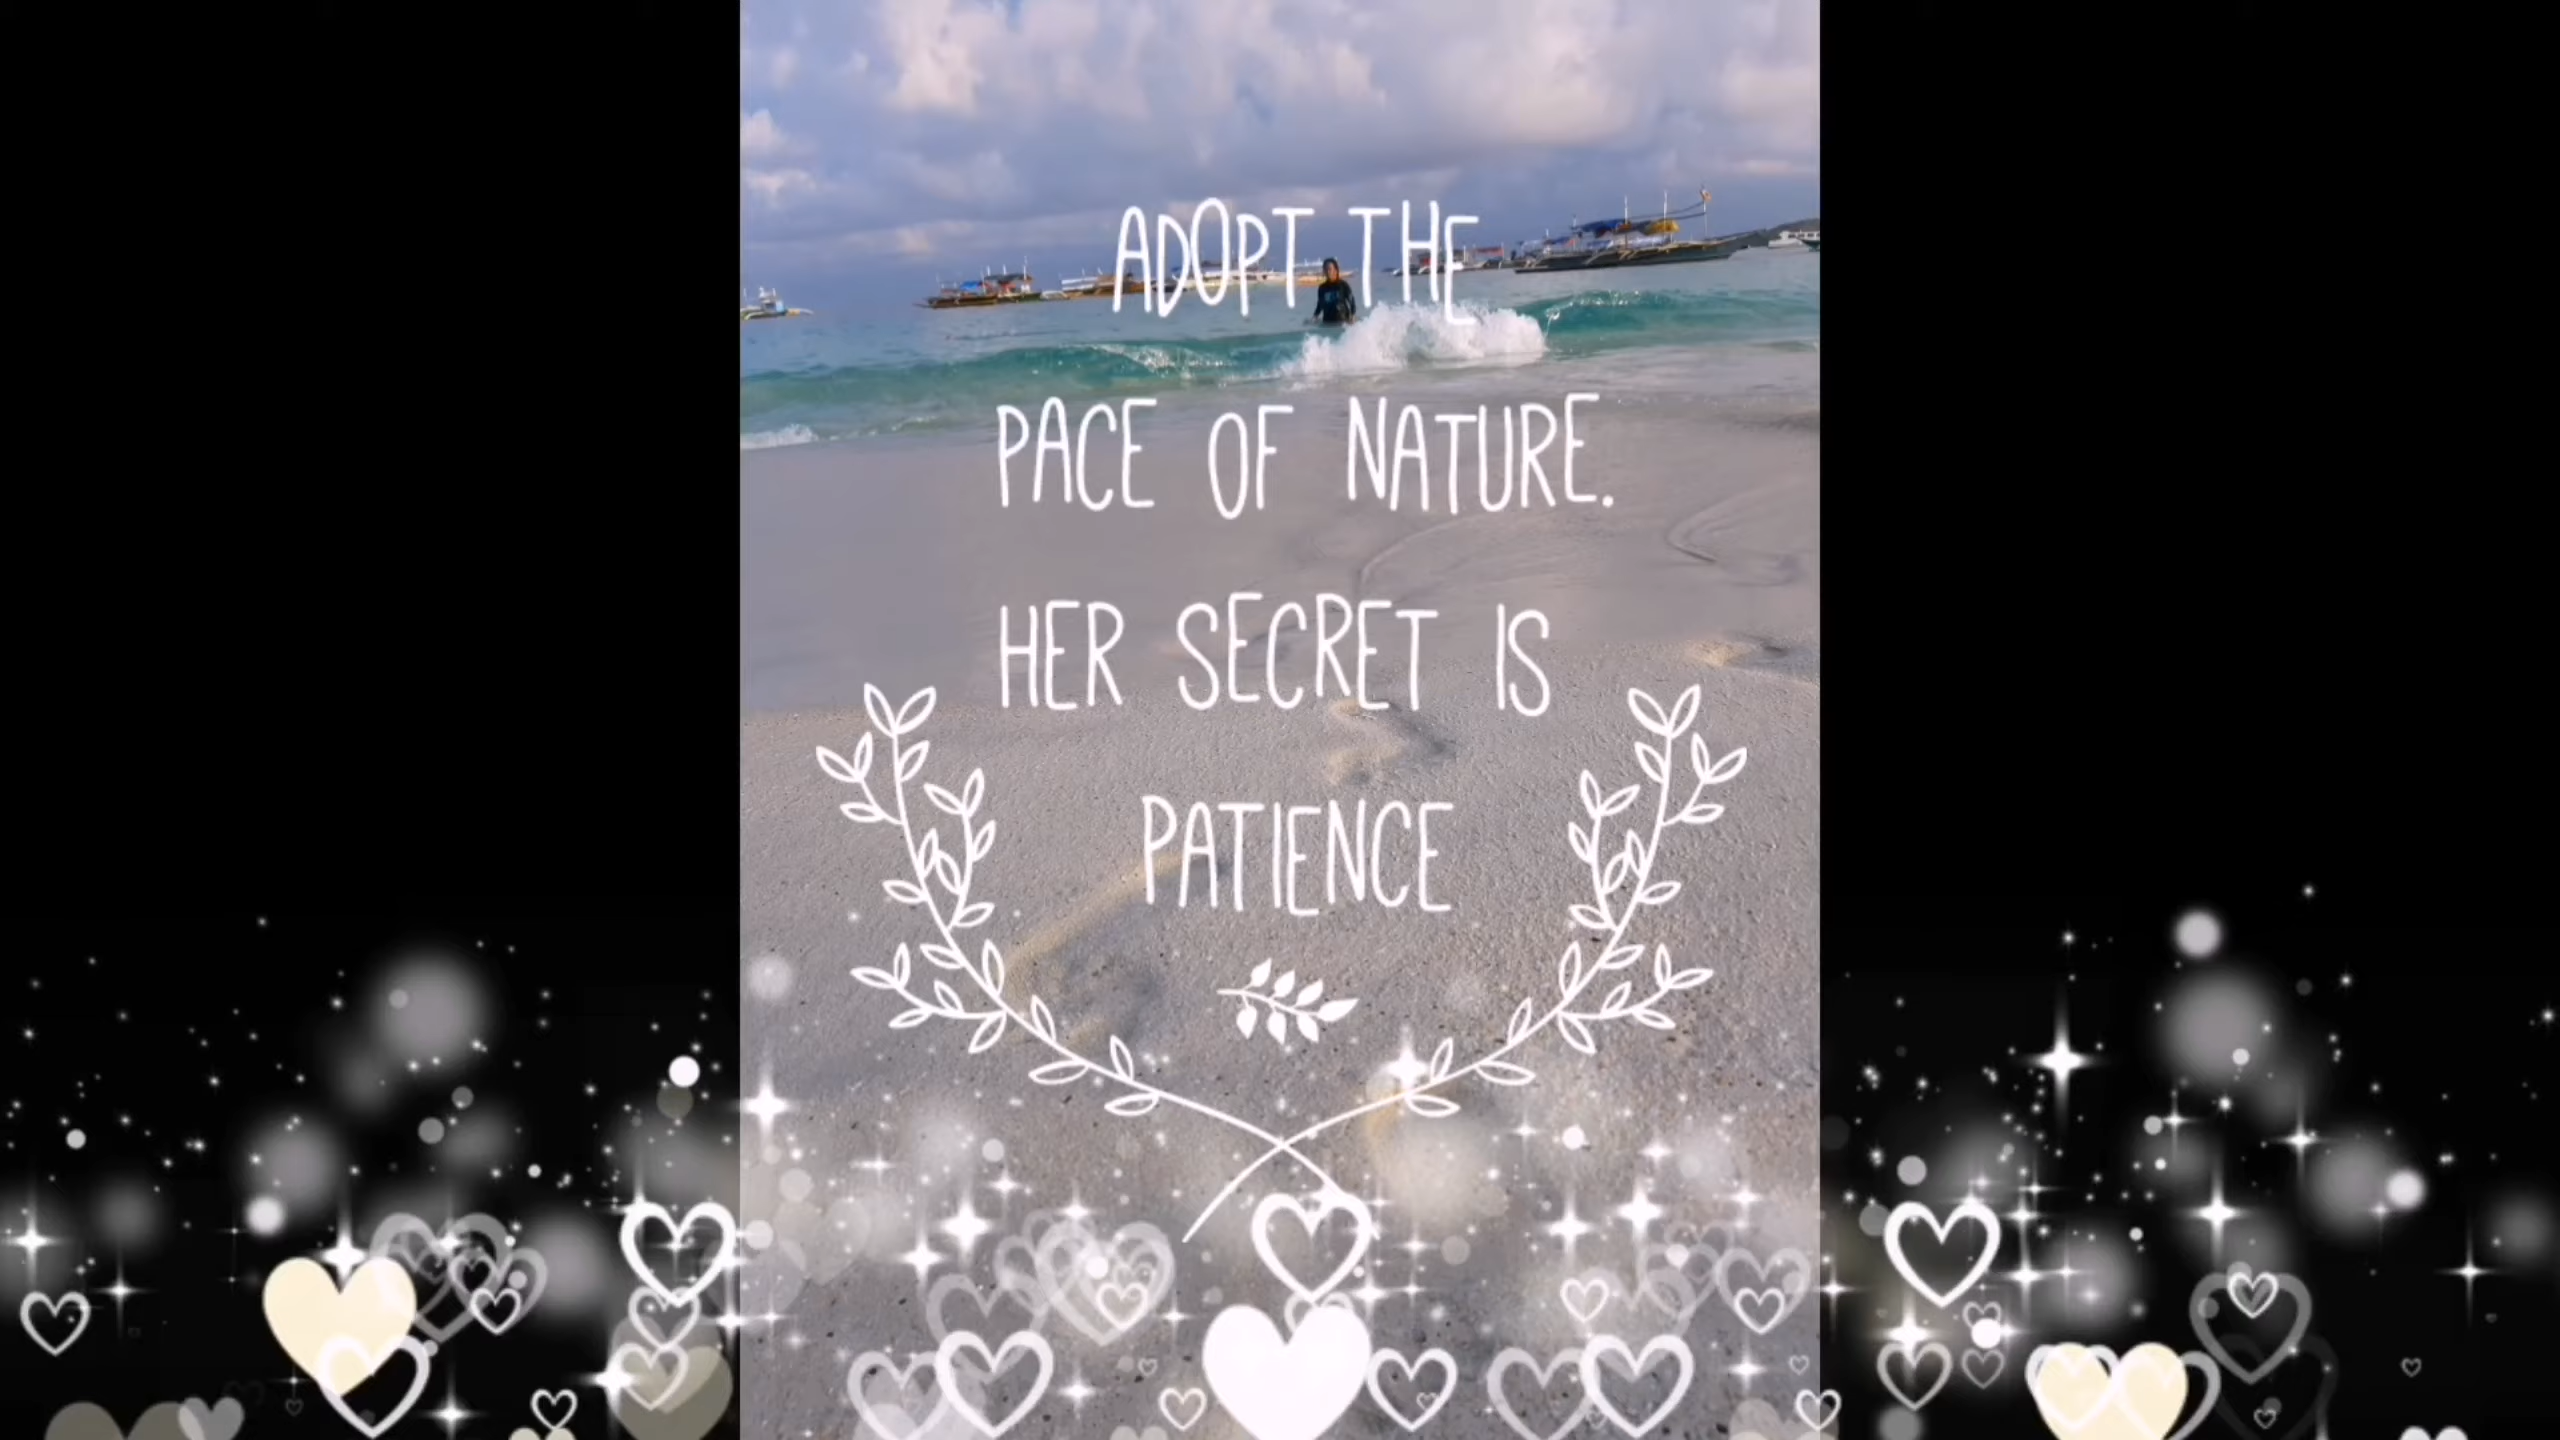 ADOPT THE
PACE OF NATURE.
HER SECRET IS
PATIENCE